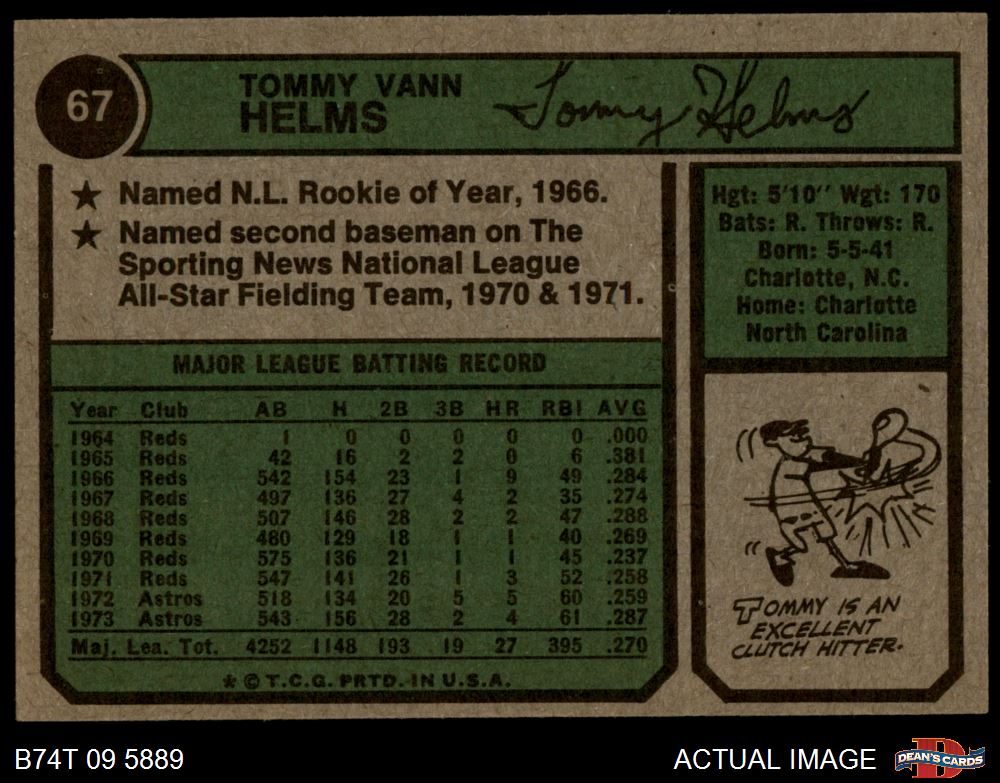 67
TOMMY VANN
HELMS
Tommy Helms
★ Named N.L. Rookie of Year, 1966.
★ Named second baseman on The
Sporting News National League
All-Star Fielding Team, 1970 & 1971.
Hgt: 5'10'' Wgt: 170
Bats: R. Throws: R.
Born: 5-5-41
Charlotte, N.C.
Home: Charlotte
North Carolina
MAJOR LEAGUE BATTING RECORD
Year Club AB H 2B 3B HR RBI AVG
1964 Reds 1 0 0 0 0 0 .000
1965 Reds 42 16 2 2 0 6 .381
1966 Reds 542 154 23 1 9 49 .284
1967 Reds 497 136 27 4 2 35 .274
1968 Reds 507 146 28 2 2 47 .288
1969 Reds 480 129 18 1 1 40 .269
1970 Reds 575 136 21 1 1 45 .237
1971 Reds 547 141 26 1 3 52 .258
1972 Astros 518 134 20 5 5 60 .259
1973 Astros 543 156 28 2 4 61 .287
Maj. Lea. Tot. 4252 1148 193 19 27 395 .270
* © T.C.G. PRTD. IN U.S.A.
TOMMY IS AN
EXCELLENT
CLUTCH HITTER.
B74T 09 5889
ACTUAL IMAGE
D
DEAN'S CARDS